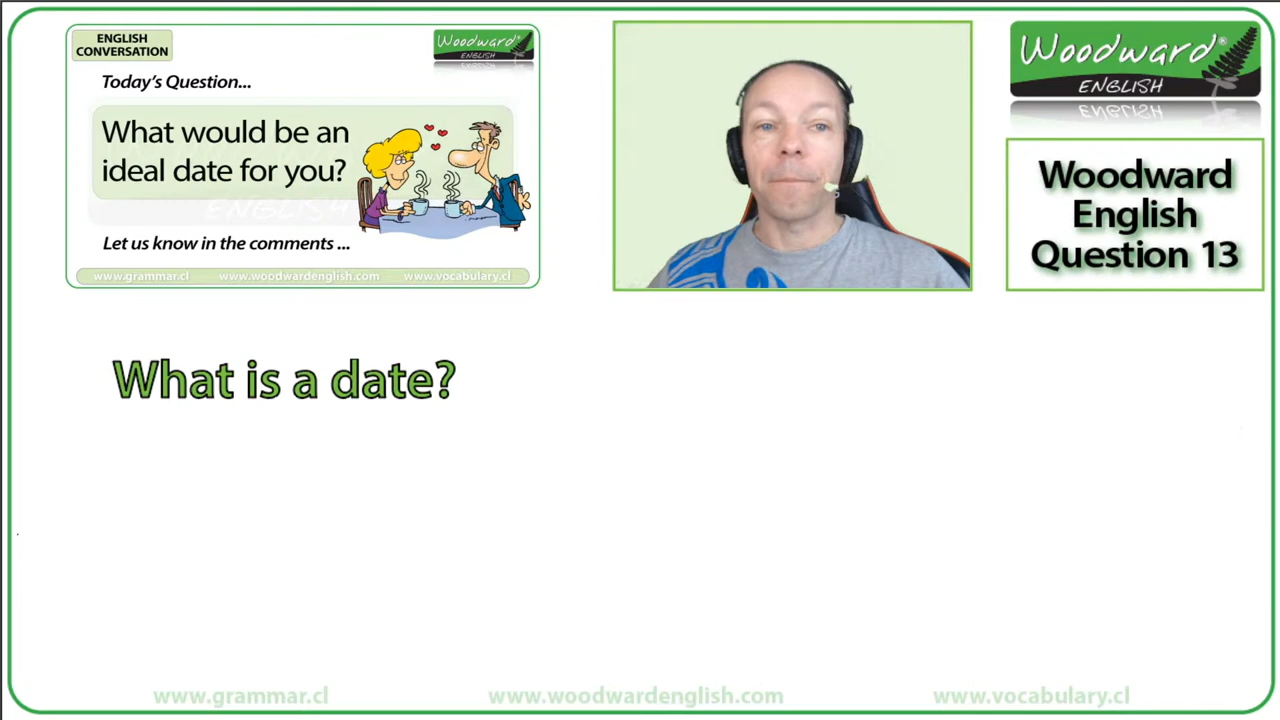 ENGLISH
CONVERSATION
Woodward
ENGLISH
Today's Question...
What would be an
ideal date for you?
Let us know in the comments ...
www.grammar.cl www.woodwardenglish.com www.vocabulary.cl
Woodward®
ENGLISH
Woodward
English
Question 13
What is a date?
www.grammar.cl www.woodwardenglish.com www.vocabulary.cl